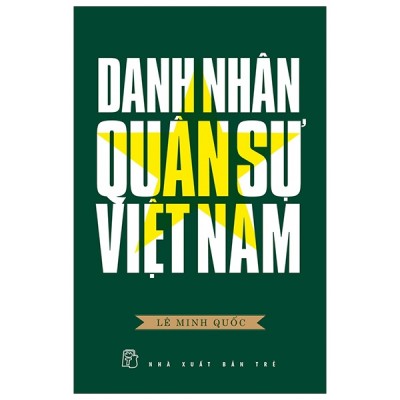 DANH NHÂN
QUÂN SỰ
VIỆT NAM
LÊ MINH QUỐC
NHÀ XUẤT BẢN TRẺ